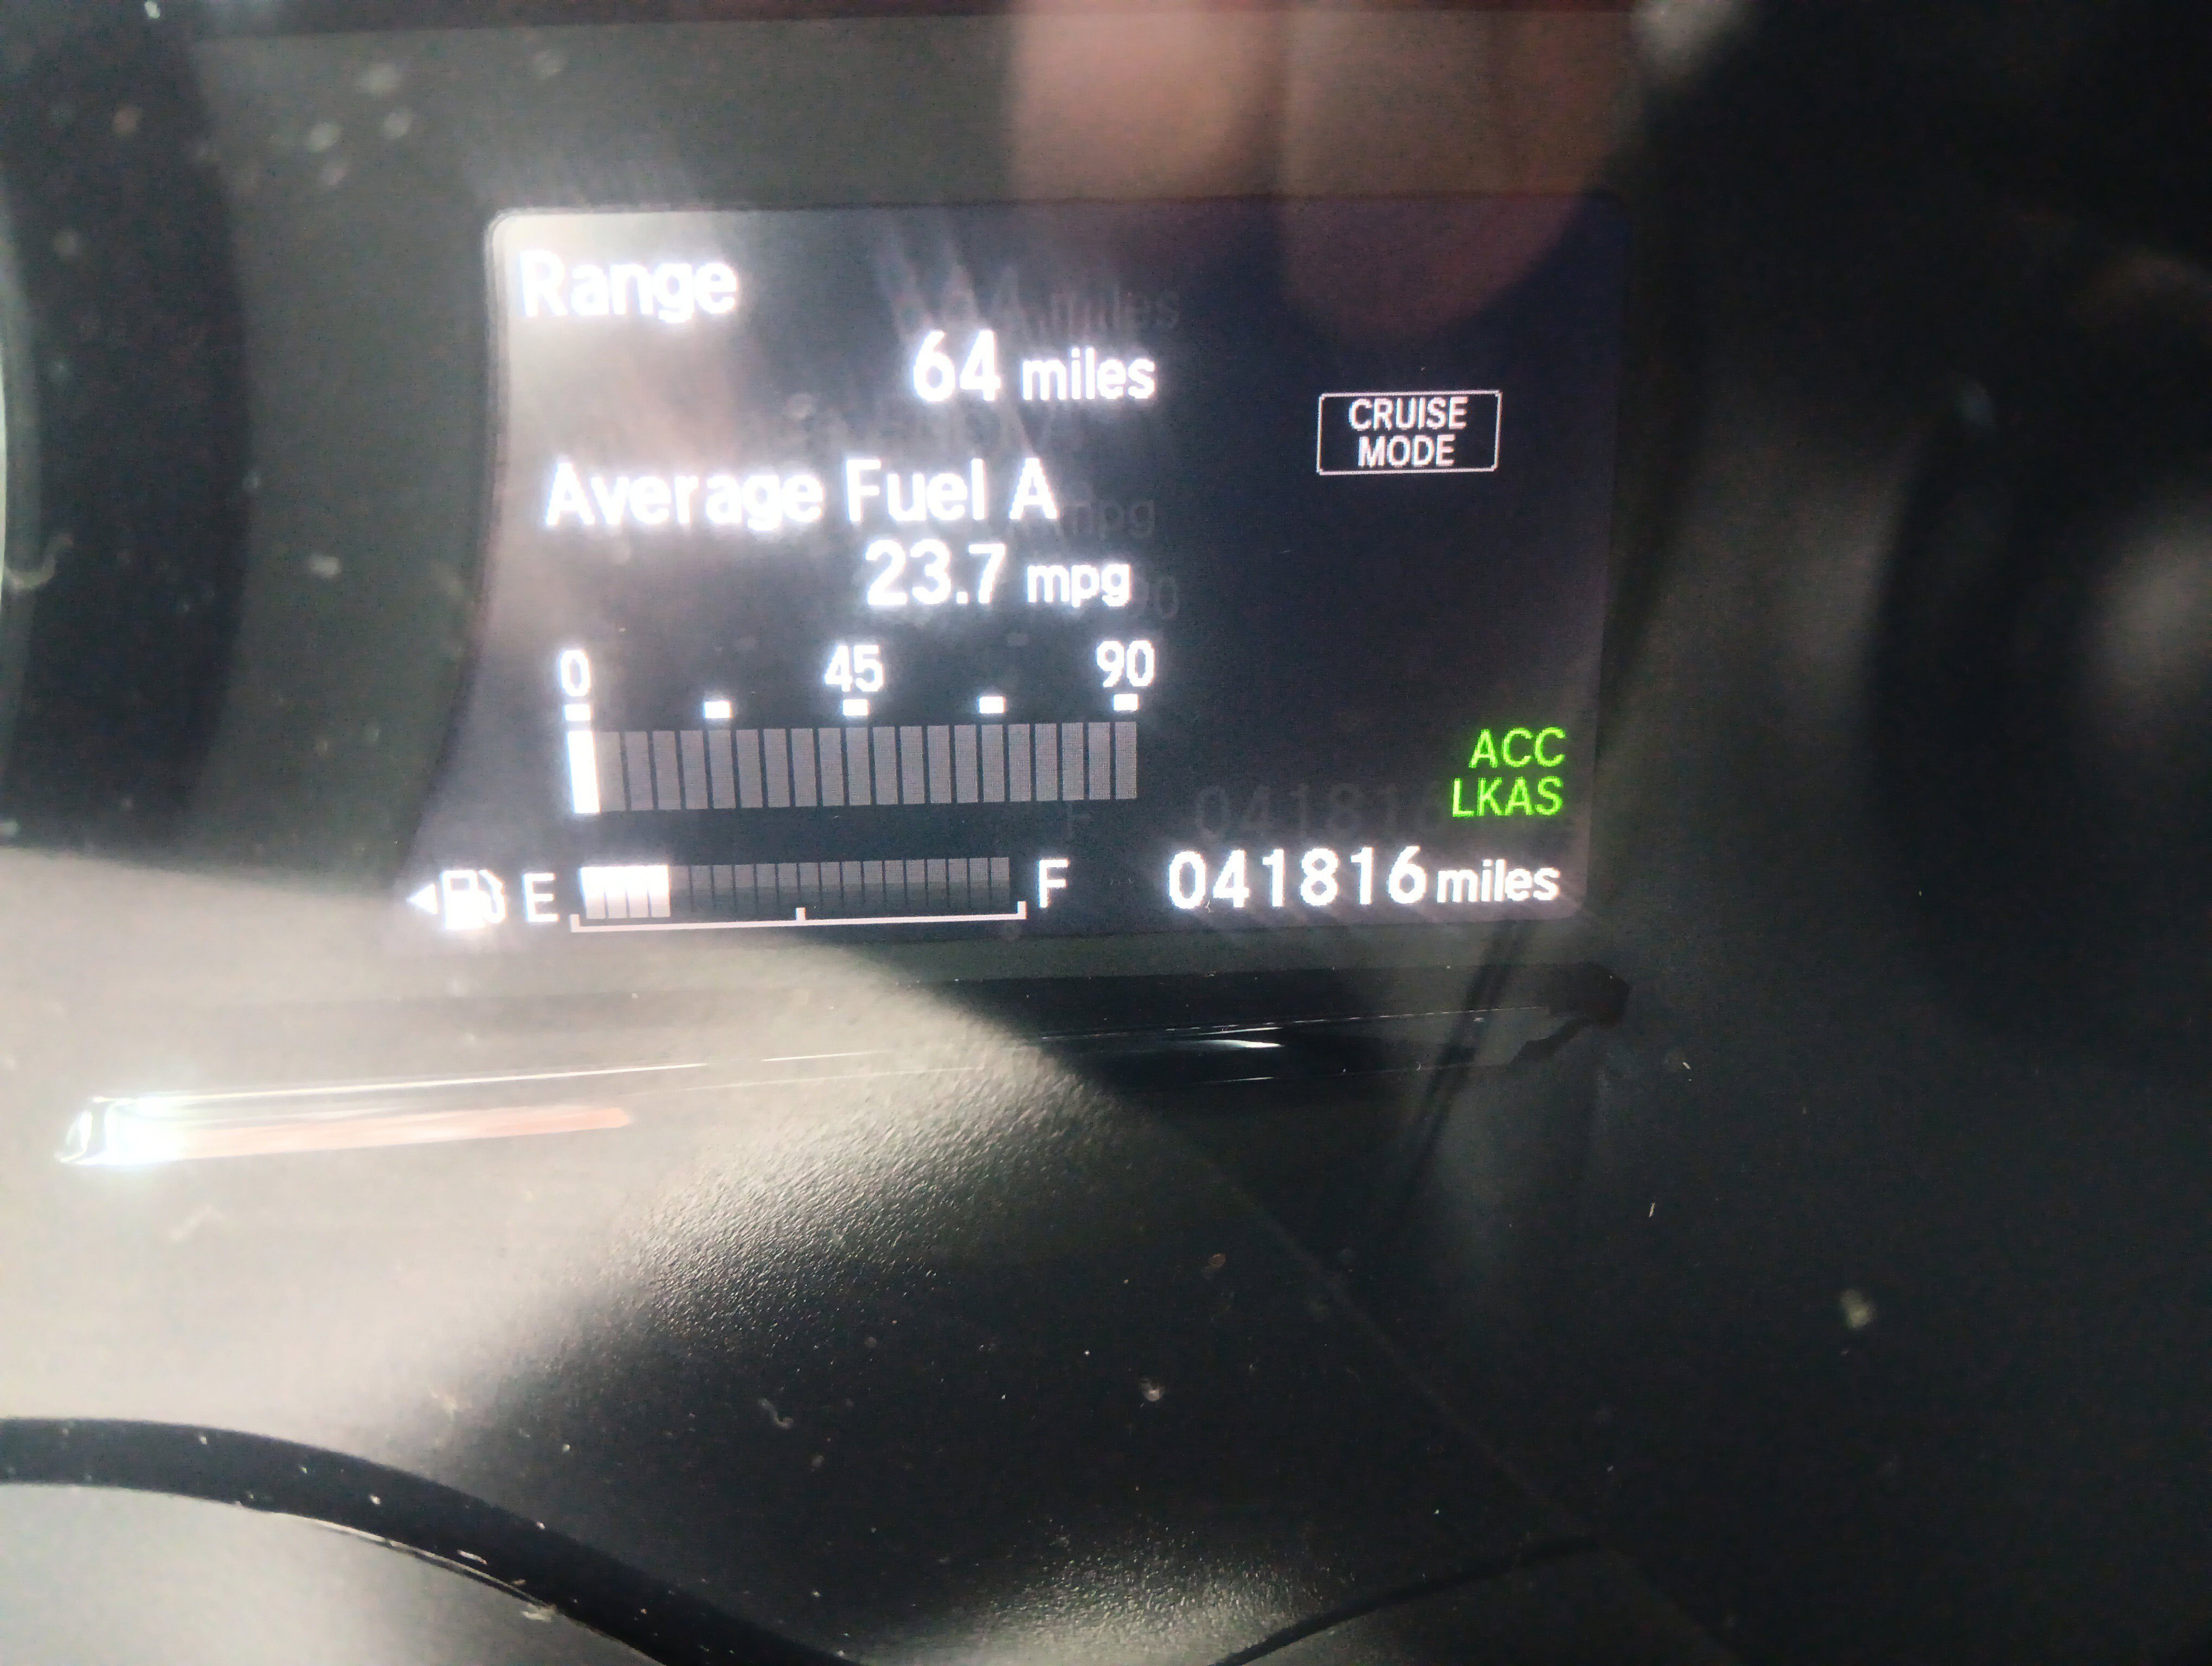 Range
64 miles
CRUISE
MODE
Average Fuel A
23.7 mpg
0 45 90
ACC
LKAS
E F 041816 miles